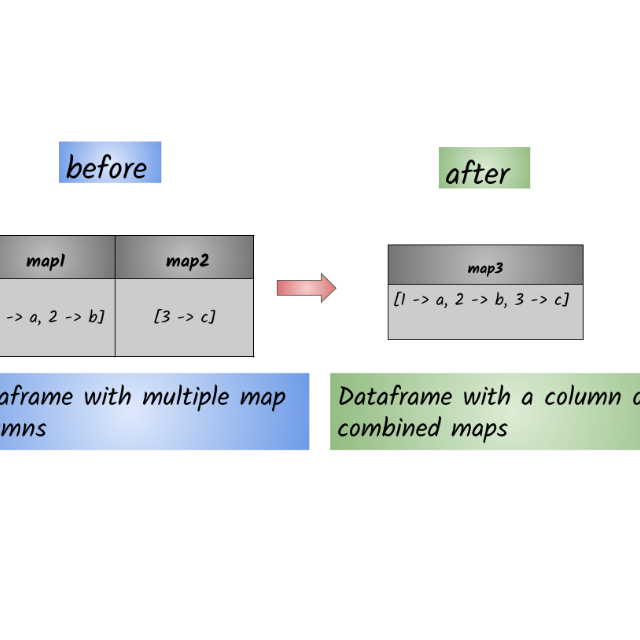 before
after
map1 map2
map3
-> a, 2 -> b] [3 -> c]
[1 -> a, 2 -> b, 3 -> c]
aframe with multiple map
mns
Dataframe with a column
combined maps